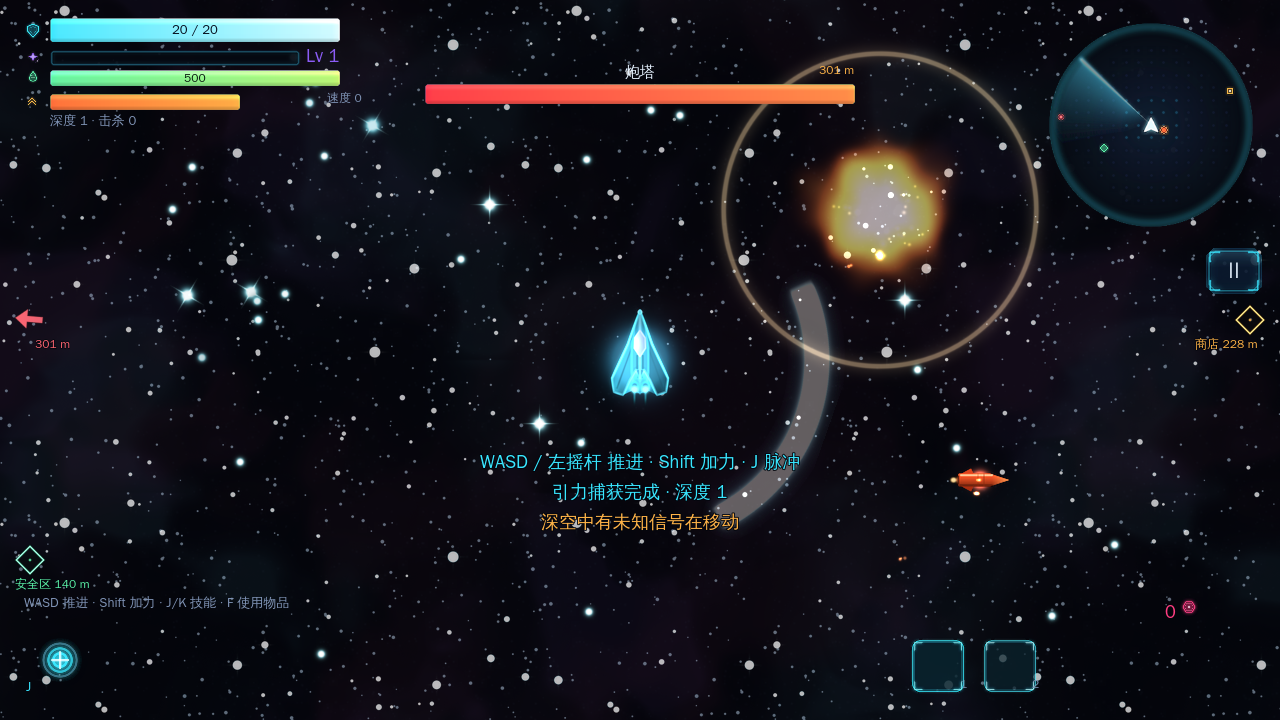 20 / 20
Lv 1
500
速度 0
深度 1 · 击杀 0
炮塔
301 m
301 m
商店 228 m
WASD / 左摇杆 推进 · Shift 加力 · J 脉冲
引力捕获完成 · 深度 1
深空中有未知信号在移动
安全区 140 m
WASD 推进 · Shift 加力 · J/K 技能 · F 使用物品
0
J